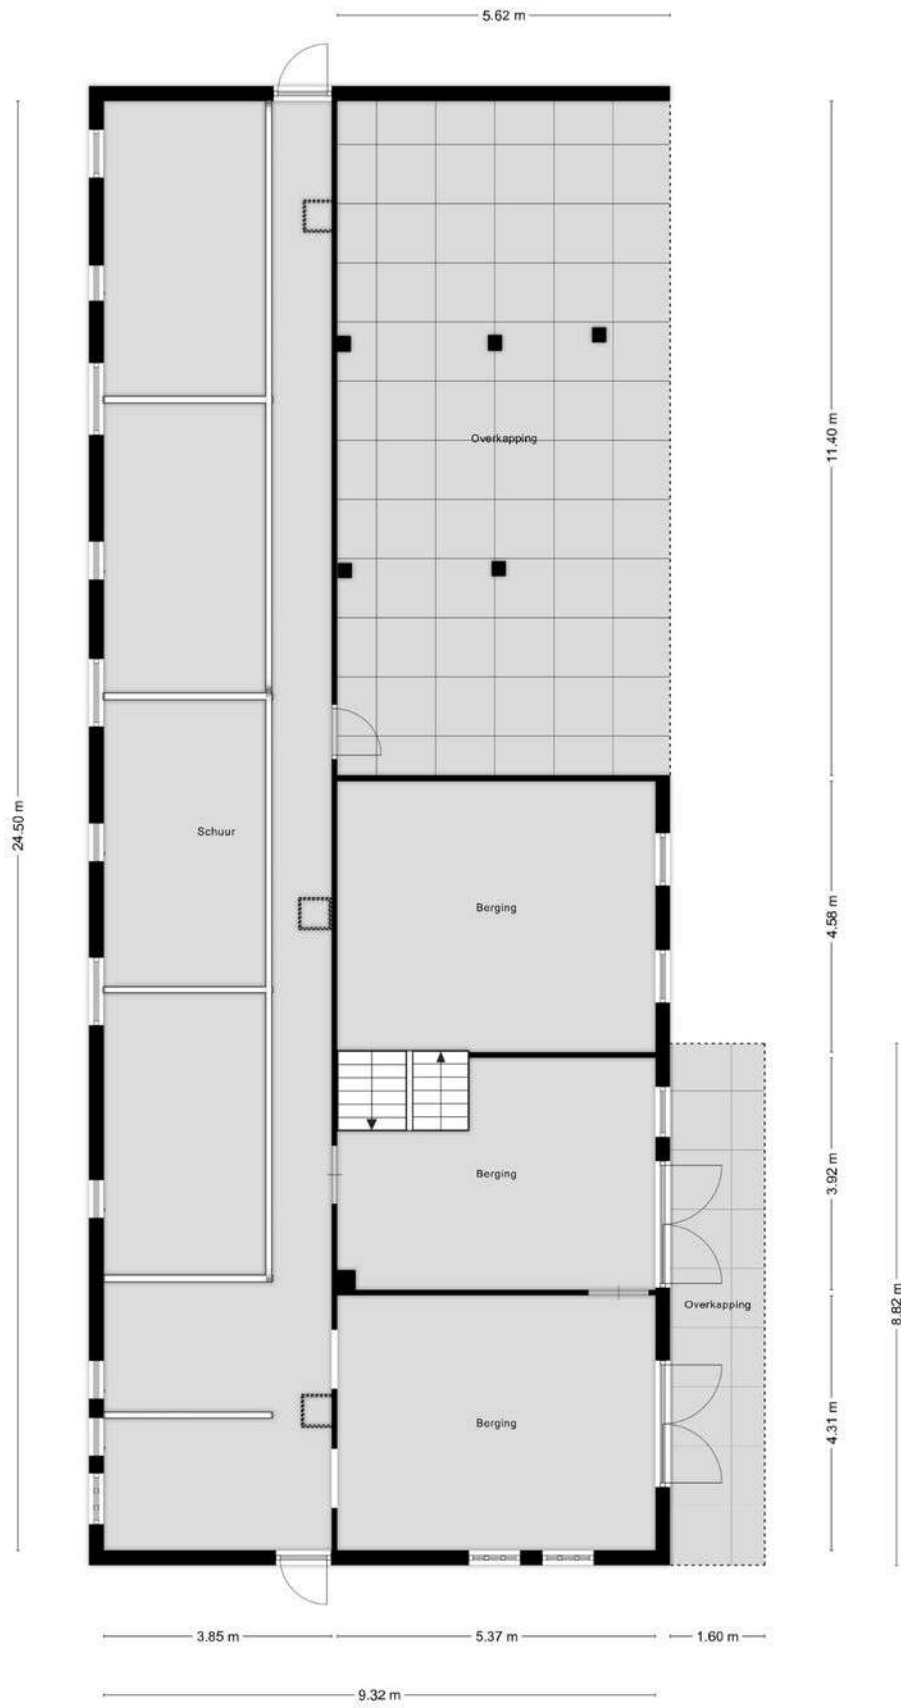 5.62 m
11.40 m
Overkapping
24.50 m
Schuur
Berging
4.58 m
Berging
3.92 m
Overkapping
8.82 m
Berging
4.31 m
3.85 m
5.37 m
1.60 m
9.32 m